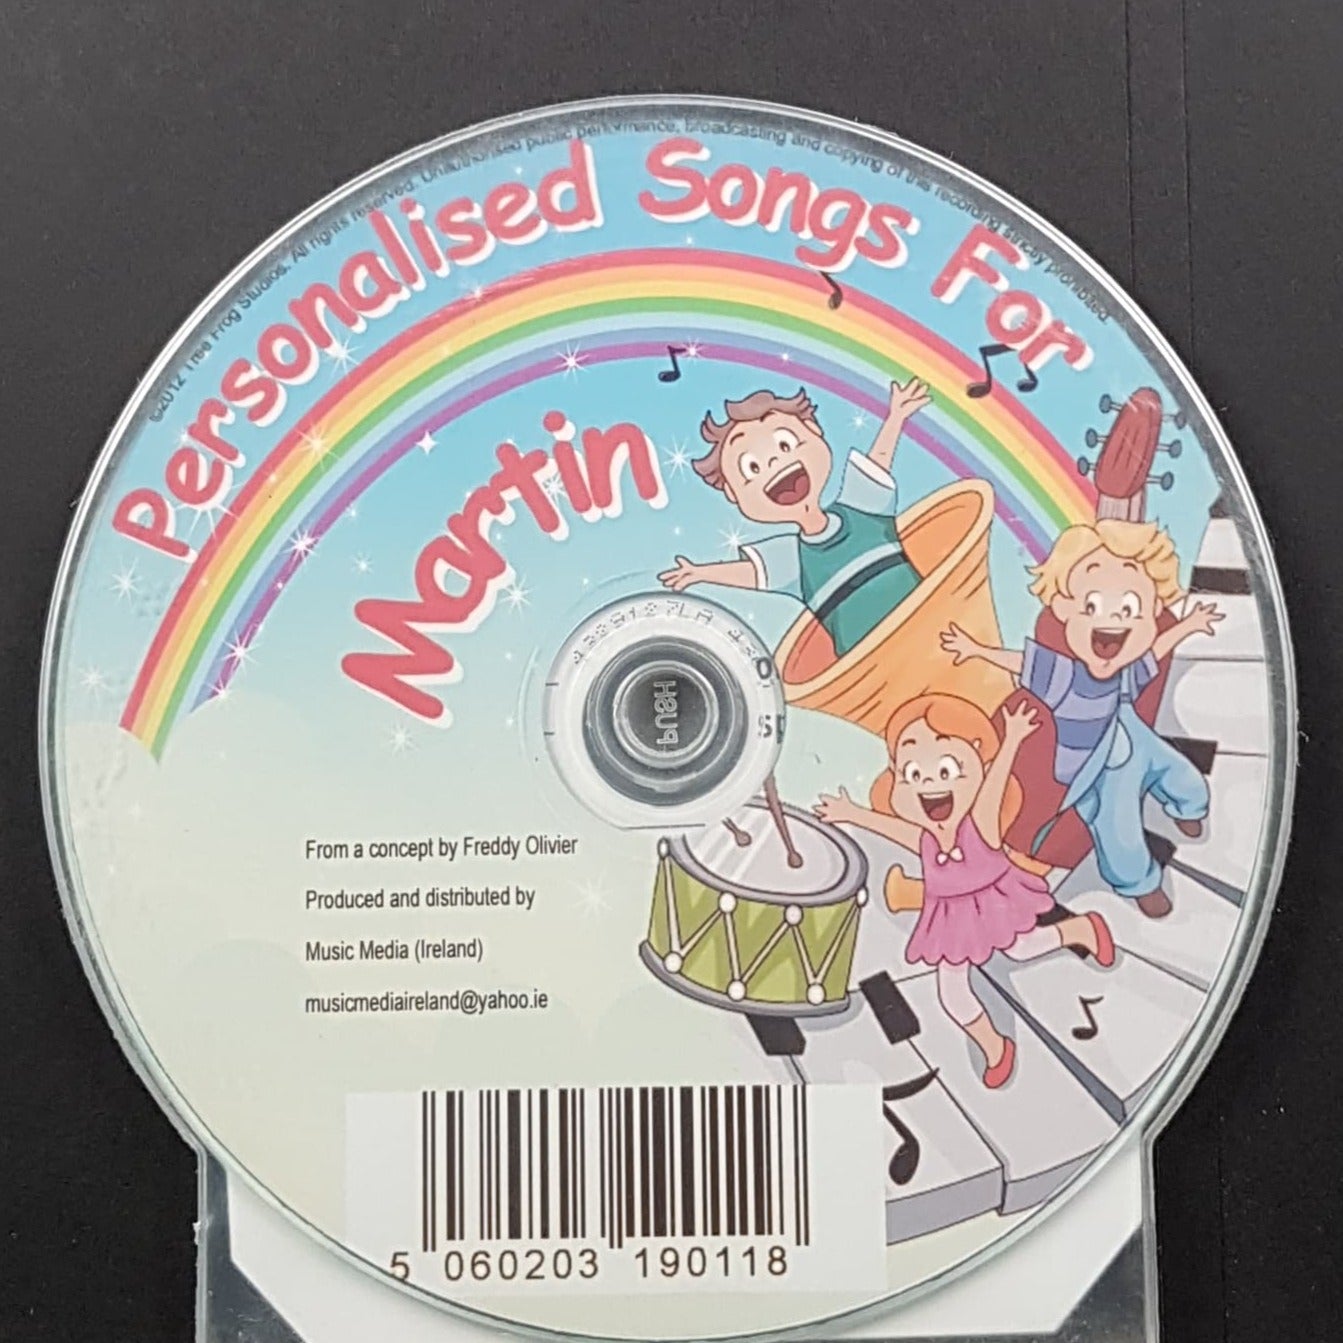 ©2012 Tree Frog Studios. All rights reserved. Unauthorised public performance, broadcasting and copying of this recording strictly prohibited.
Personalised Songs For
Martin
PUSH
From a concept by Freddy Olivier
Produced and distributed by
Music Media (Ireland)
musicmediaireland@yahoo.ie
5 060203 190118